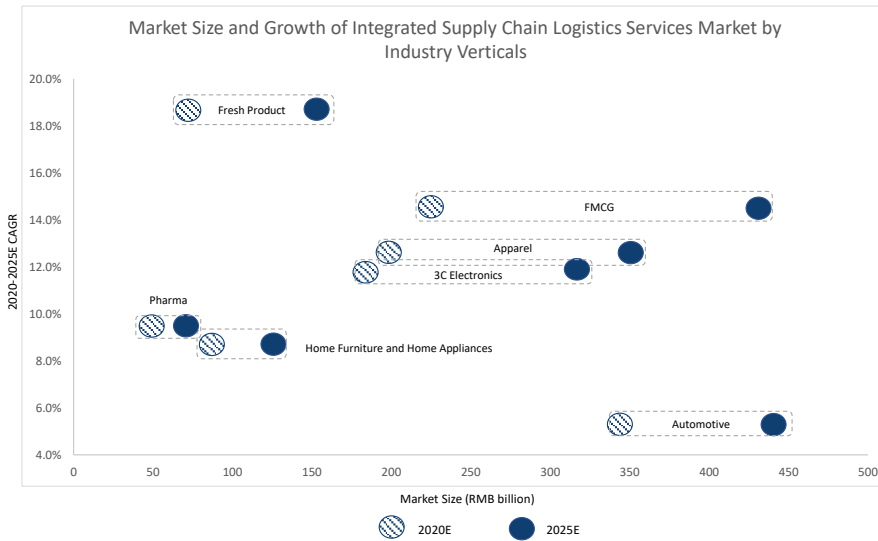 Market Size and Growth of Integrated Supply Chain Logistics Services Market by
Industry Verticals
2020-2025E CAGR
20.0%
18.0%
16.0%
14.0%
12.0%
10.0%
8.0%
6.0%
4.0%
Fresh Product
FMCG
Apparel
3C Electronics
Pharma
Home Furniture and Home Appliances
Automotive
0
50
100
150
200
250
300
350
400
450
500
Market Size (RMB billion)
2020E
2025E